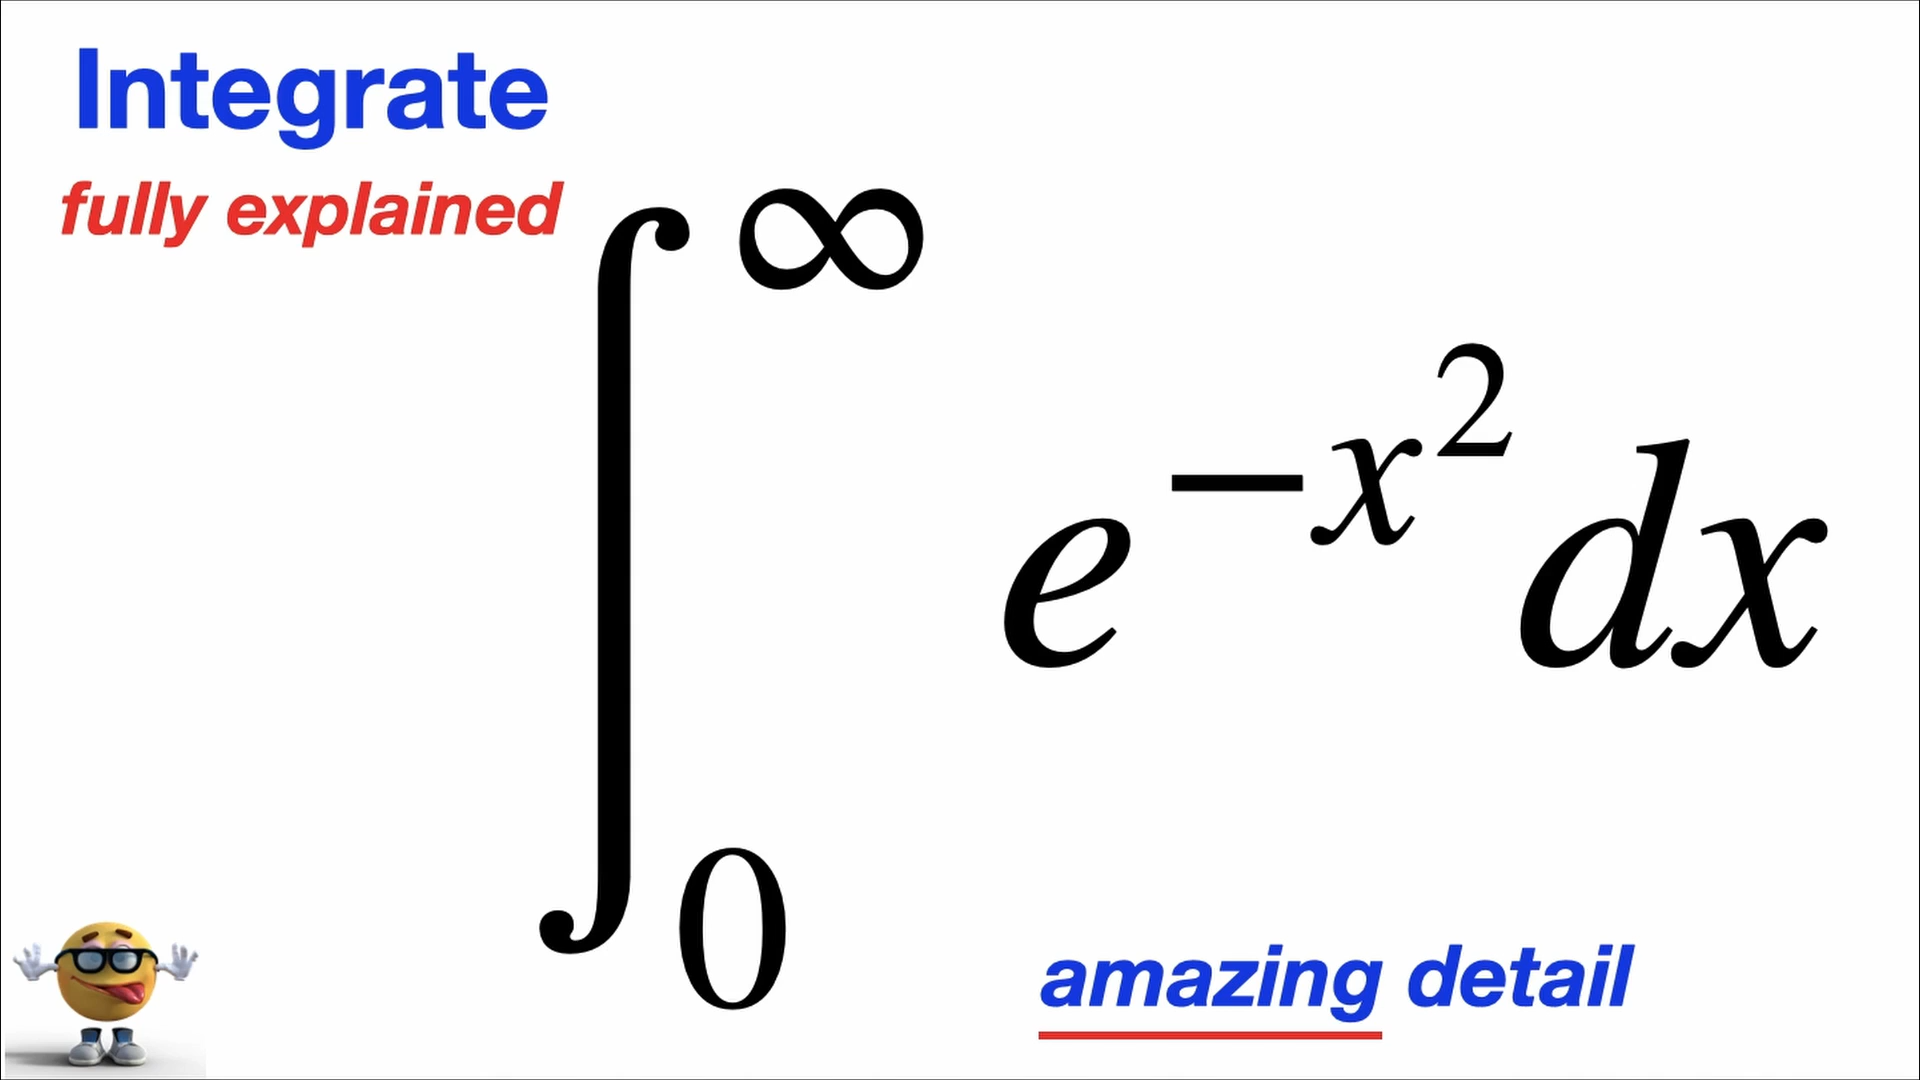 Integrate
fully explained
∫₀^∞ e^{-x²} dx
amazing detail